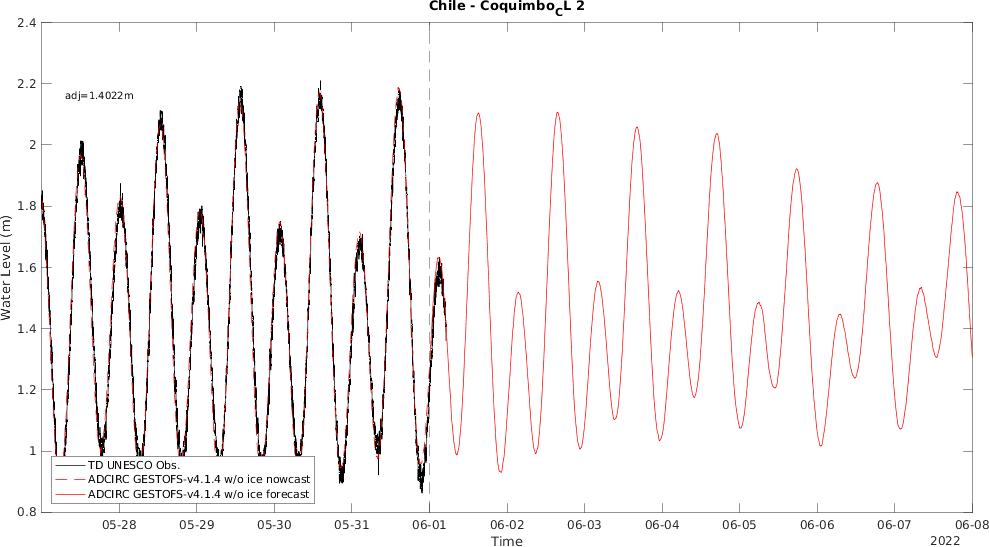 Chile - Coquimbo_CL 2
2.4
2.2
adj=1.4022m
2
1.8
1.6
1.4
1.2
1
0.8
Water Level (m)
TD UNESCO Obs.
ADCIRC GESTOFS-v4.1.4 w/o ice nowcast
ADCIRC GESTOFS-v4.1.4 w/o ice forecast
05-28 05-29 05-30 05-31 06-01 06-02 06-03 06-04 06-05 06-06 06-07 06-08
Time
2022